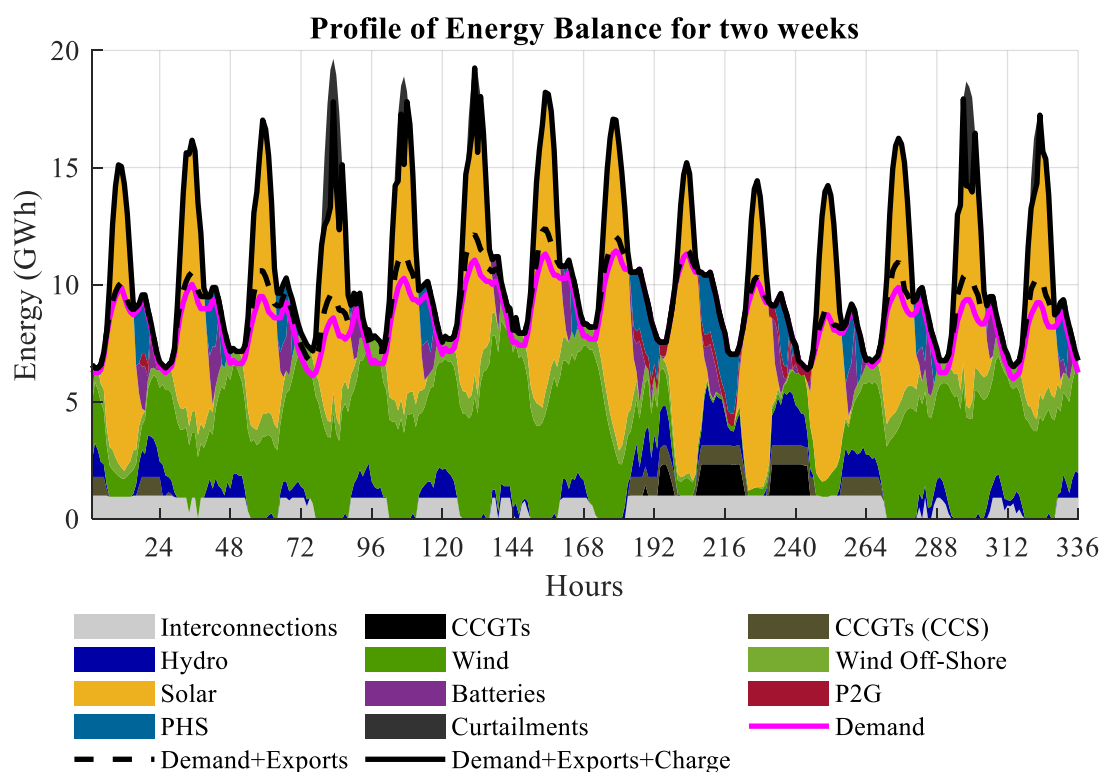 Profile of Energy Balance for two weeks
20
15
10
5
0
Energy (GWh)
24 48 72 96 120 144 168 192 216 240 264 288 312 336
Hours
Interconnections CCGTs CCGTs (CCS)
Hydro Wind Wind Off-Shore
Solar Batteries P2G
PHS Curtailments Demand
Demand+Exports Demand+Exports+Charge